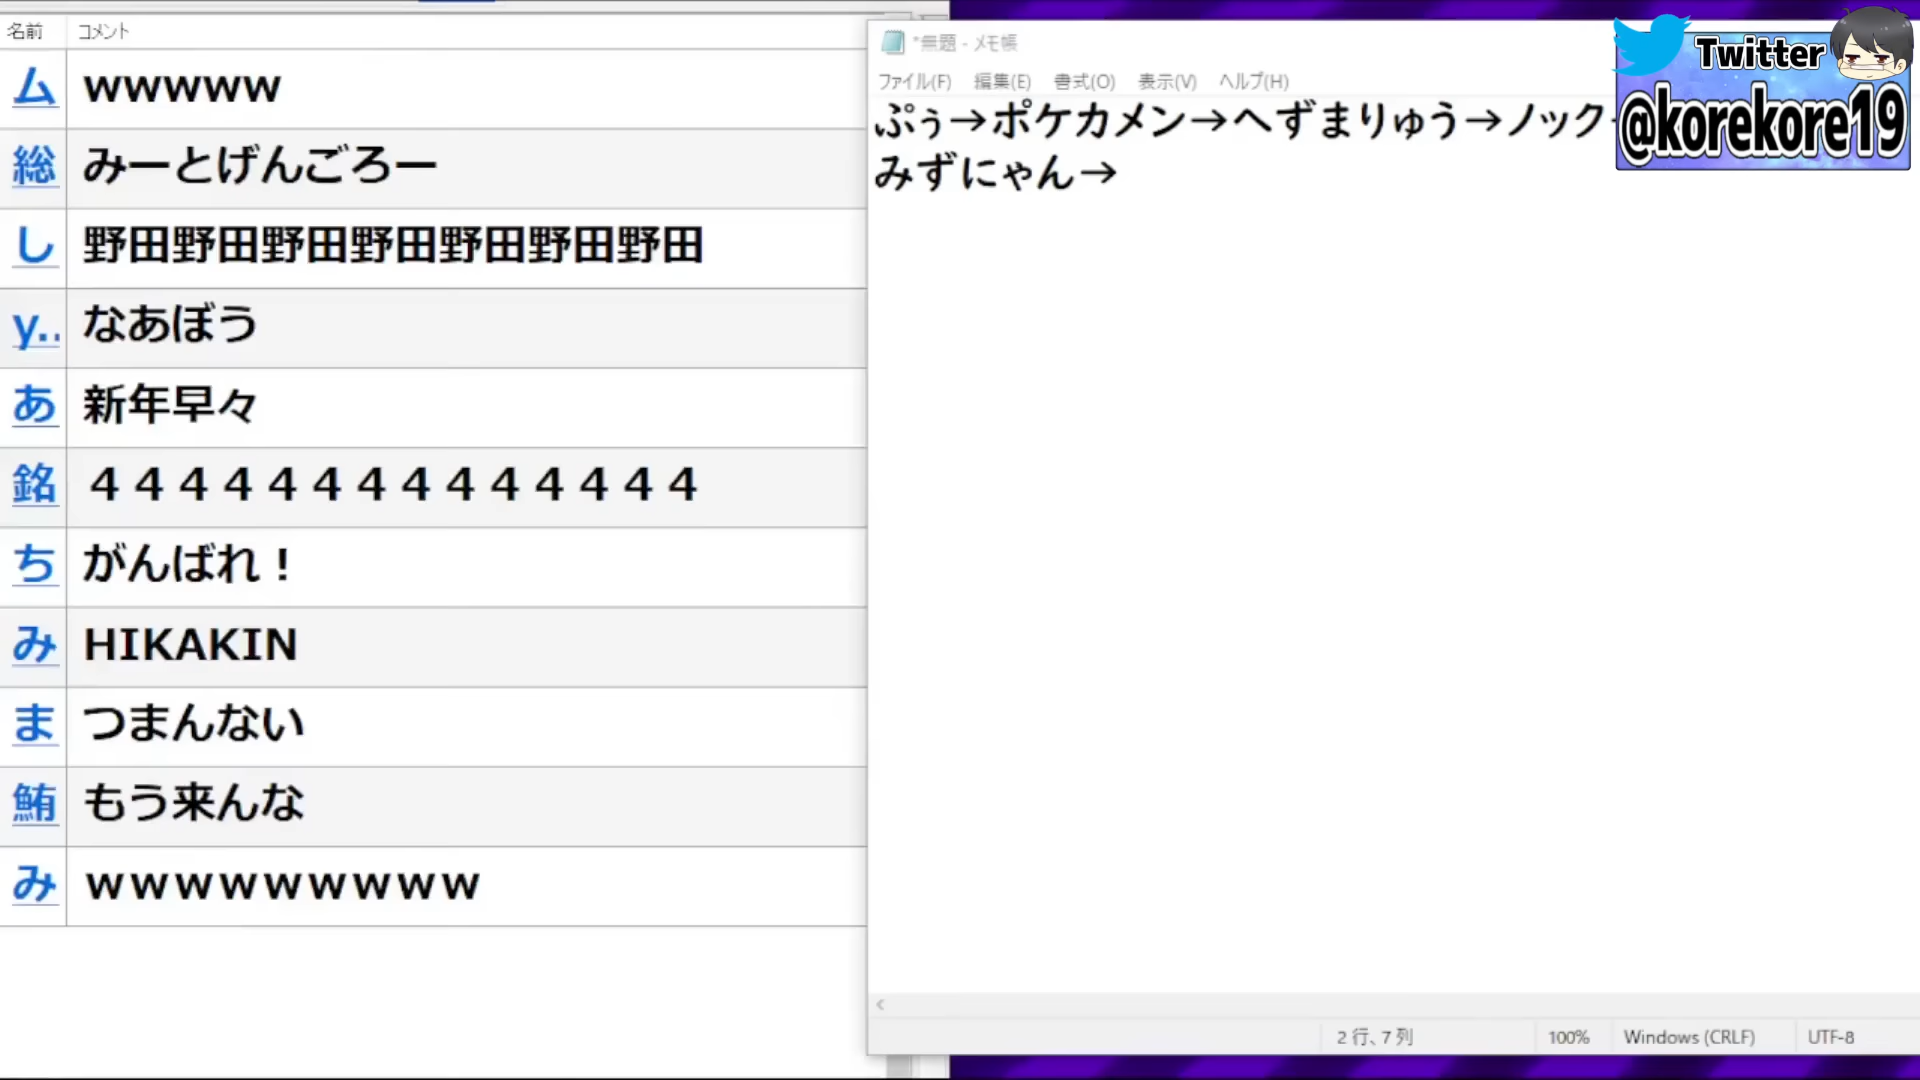 名前 コメント
ム wwwww
総 みーとげんごろー
し 野田野田野田野田野田野田野田
y.. なあぼう
あ 新年早々
銘 ４４４４４４４４４４４４４４
ち がんばれ！
み HIKAKIN
ま つまんない
鮪 もう来んな
み ｗｗｗｗｗｗｗｗｗ
*無題 - メモ帳
ファイル(F) 編集(E) 書式(O) 表示(V) ヘルプ(H)
ぷぅ→ポケカメン→へずまりゅう→ノック
みずにゃん→
2 行、7 列 100% Windows (CRLF) UTF-8
Twitter
@korekore19